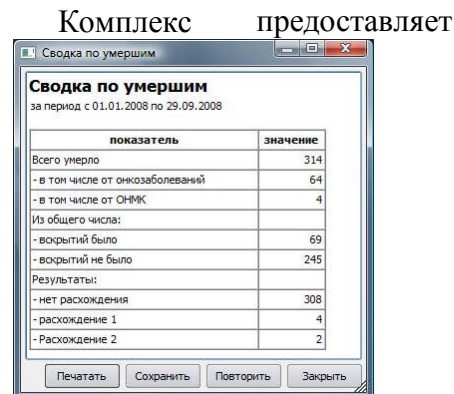 Комплекс предоставляет
Сводка по умершим
Сводка по умершим
за период с 01.01.2008 по 29.09.2008
показатель значение
Всего умерло 314
- в том числе от онкозаболеваний 64
- в том числе от ОНМК 4
Из общего числа:
- вскрытий было 69
- вскрытий не было 245
Результаты:
- нет расхождения 308
- расхождение 1 4
- Расхождение 2 2
Печатать Сохранить Повторить Закрыть